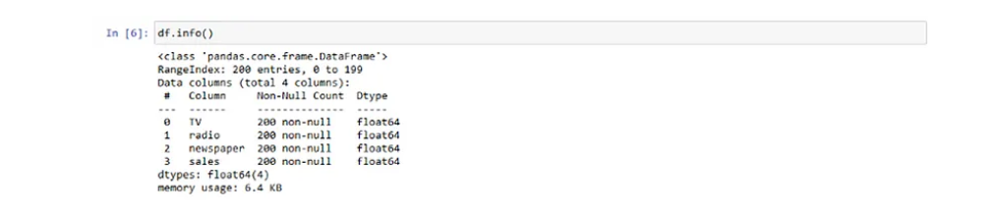 In [6]: df.info()
<class 'pandas.core.frame.DataFrame'>
RangeIndex: 200 entries, 0 to 199
Data columns (total 4 columns):
 #   Column     Non-Null Count  Dtype
---  ------     --------------  -----
 0   TV         200 non-null    float64
 1   radio      200 non-null    float64
 2   newspaper  200 non-null    float64
 3   sales      200 non-null    float64
dtypes: float64(4)
memory usage: 6.4 KB